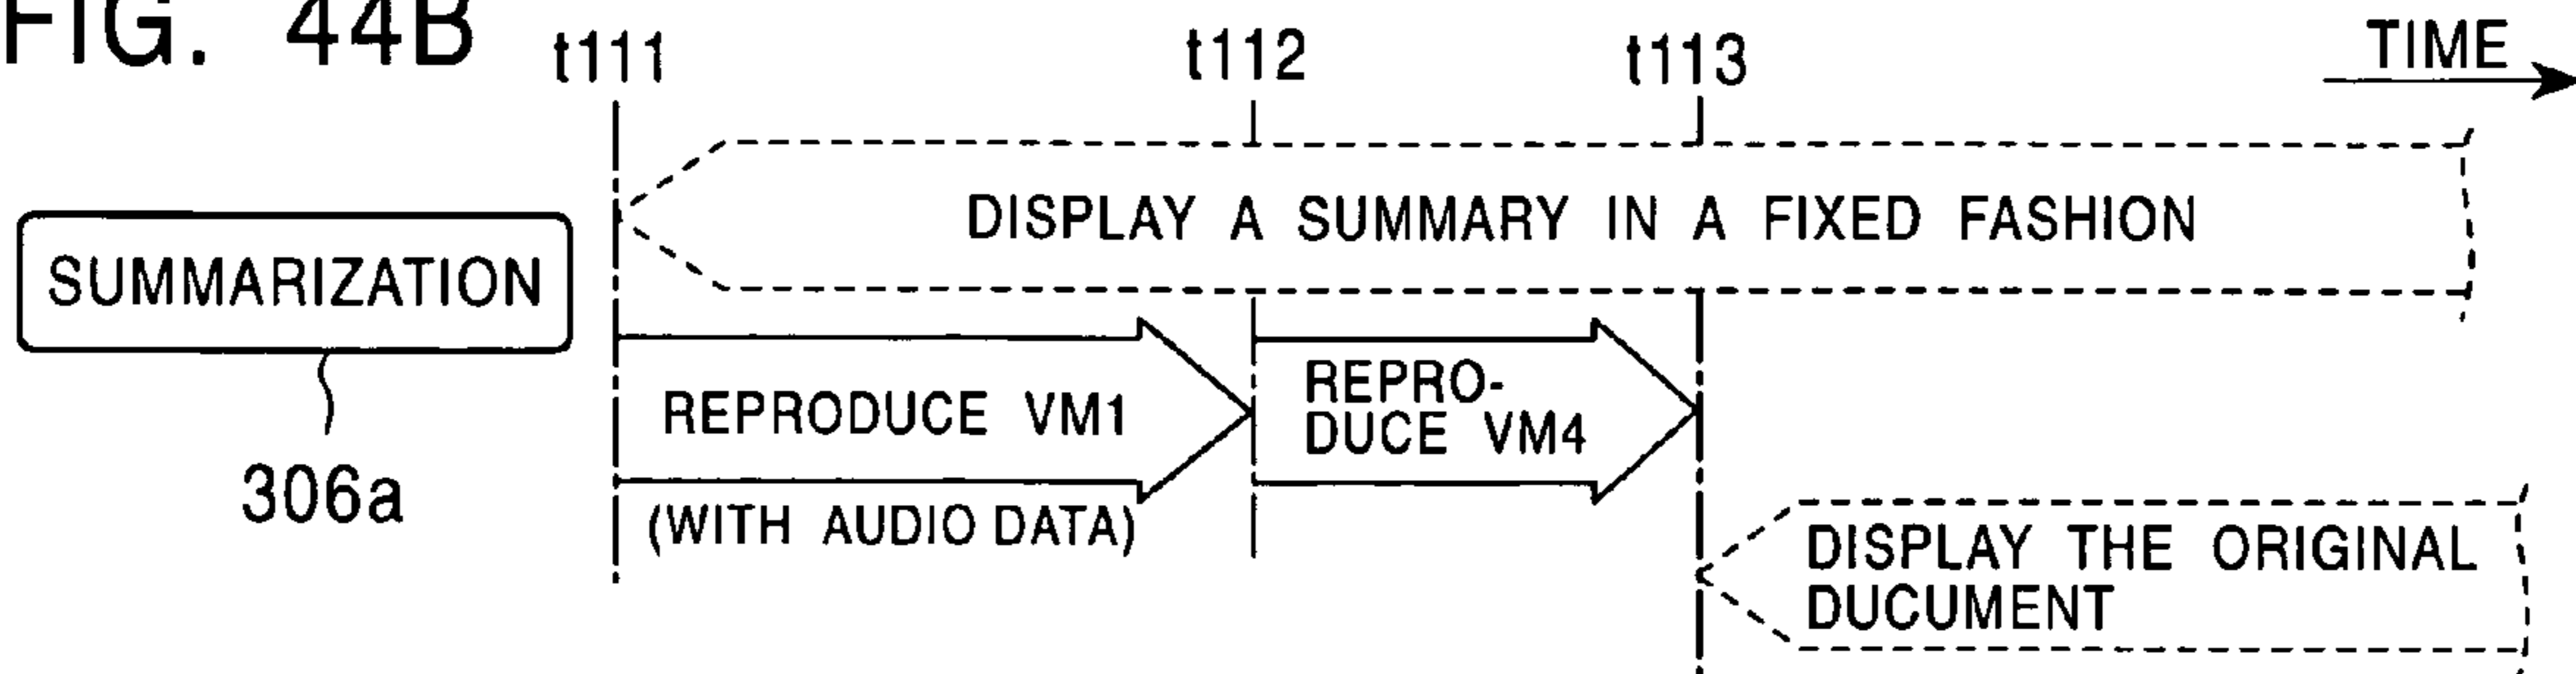 FIG. 44B
t111
t112
t113
TIME
DISPLAY A SUMMARY IN A FIXED FASHION
SUMMARIZATION
306a
REPRODUCE VM1
(WITH AUDIO DATA)
REPRO-
DUCE VM4
DISPLAY THE ORIGINAL
DUCUMENT